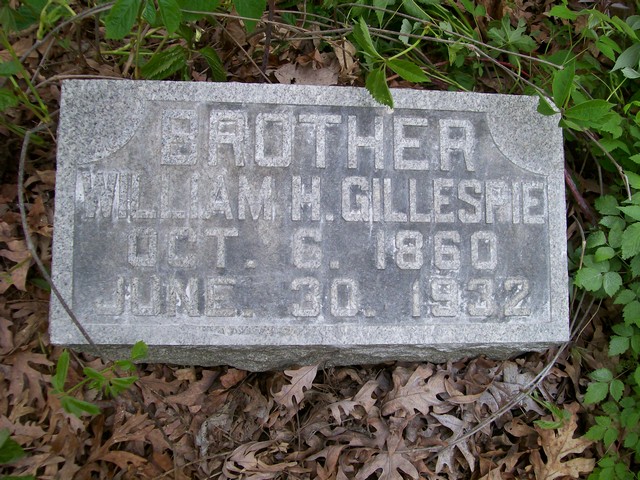 BROTHER
WILLIAM H. GILLESPIE
OCT. 6. 1860
JUNE. 30. 1932